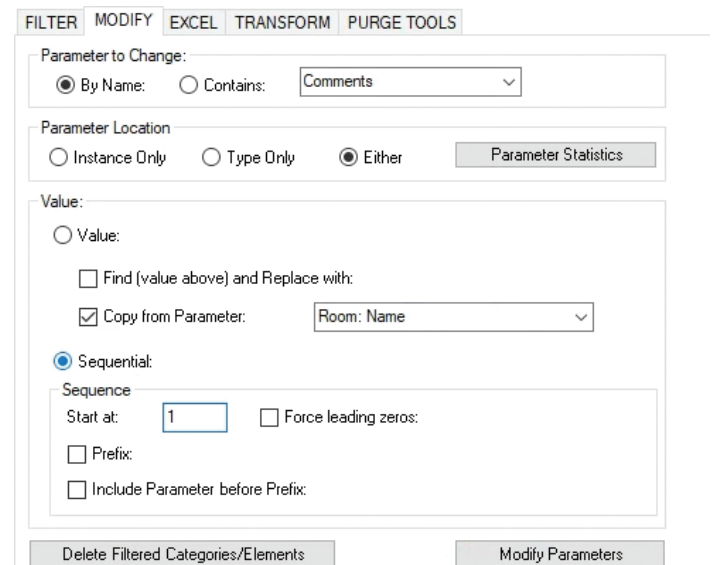 FILTER MODIFY EXCEL TRANSFORM PURGE TOOLS
Parameter to Change:
By Name: Contains: Comments
Parameter Location
Instance Only Type Only Either Parameter Statistics
Value:
Value:
Find (value above) and Replace with:
Copy from Parameter: Room: Name
Sequential:
Sequence
Start at: 1 Force leading zeros:
Prefix:
Include Parameter before Prefix:
Delete Filtered Categories/Elements Modify Parameters